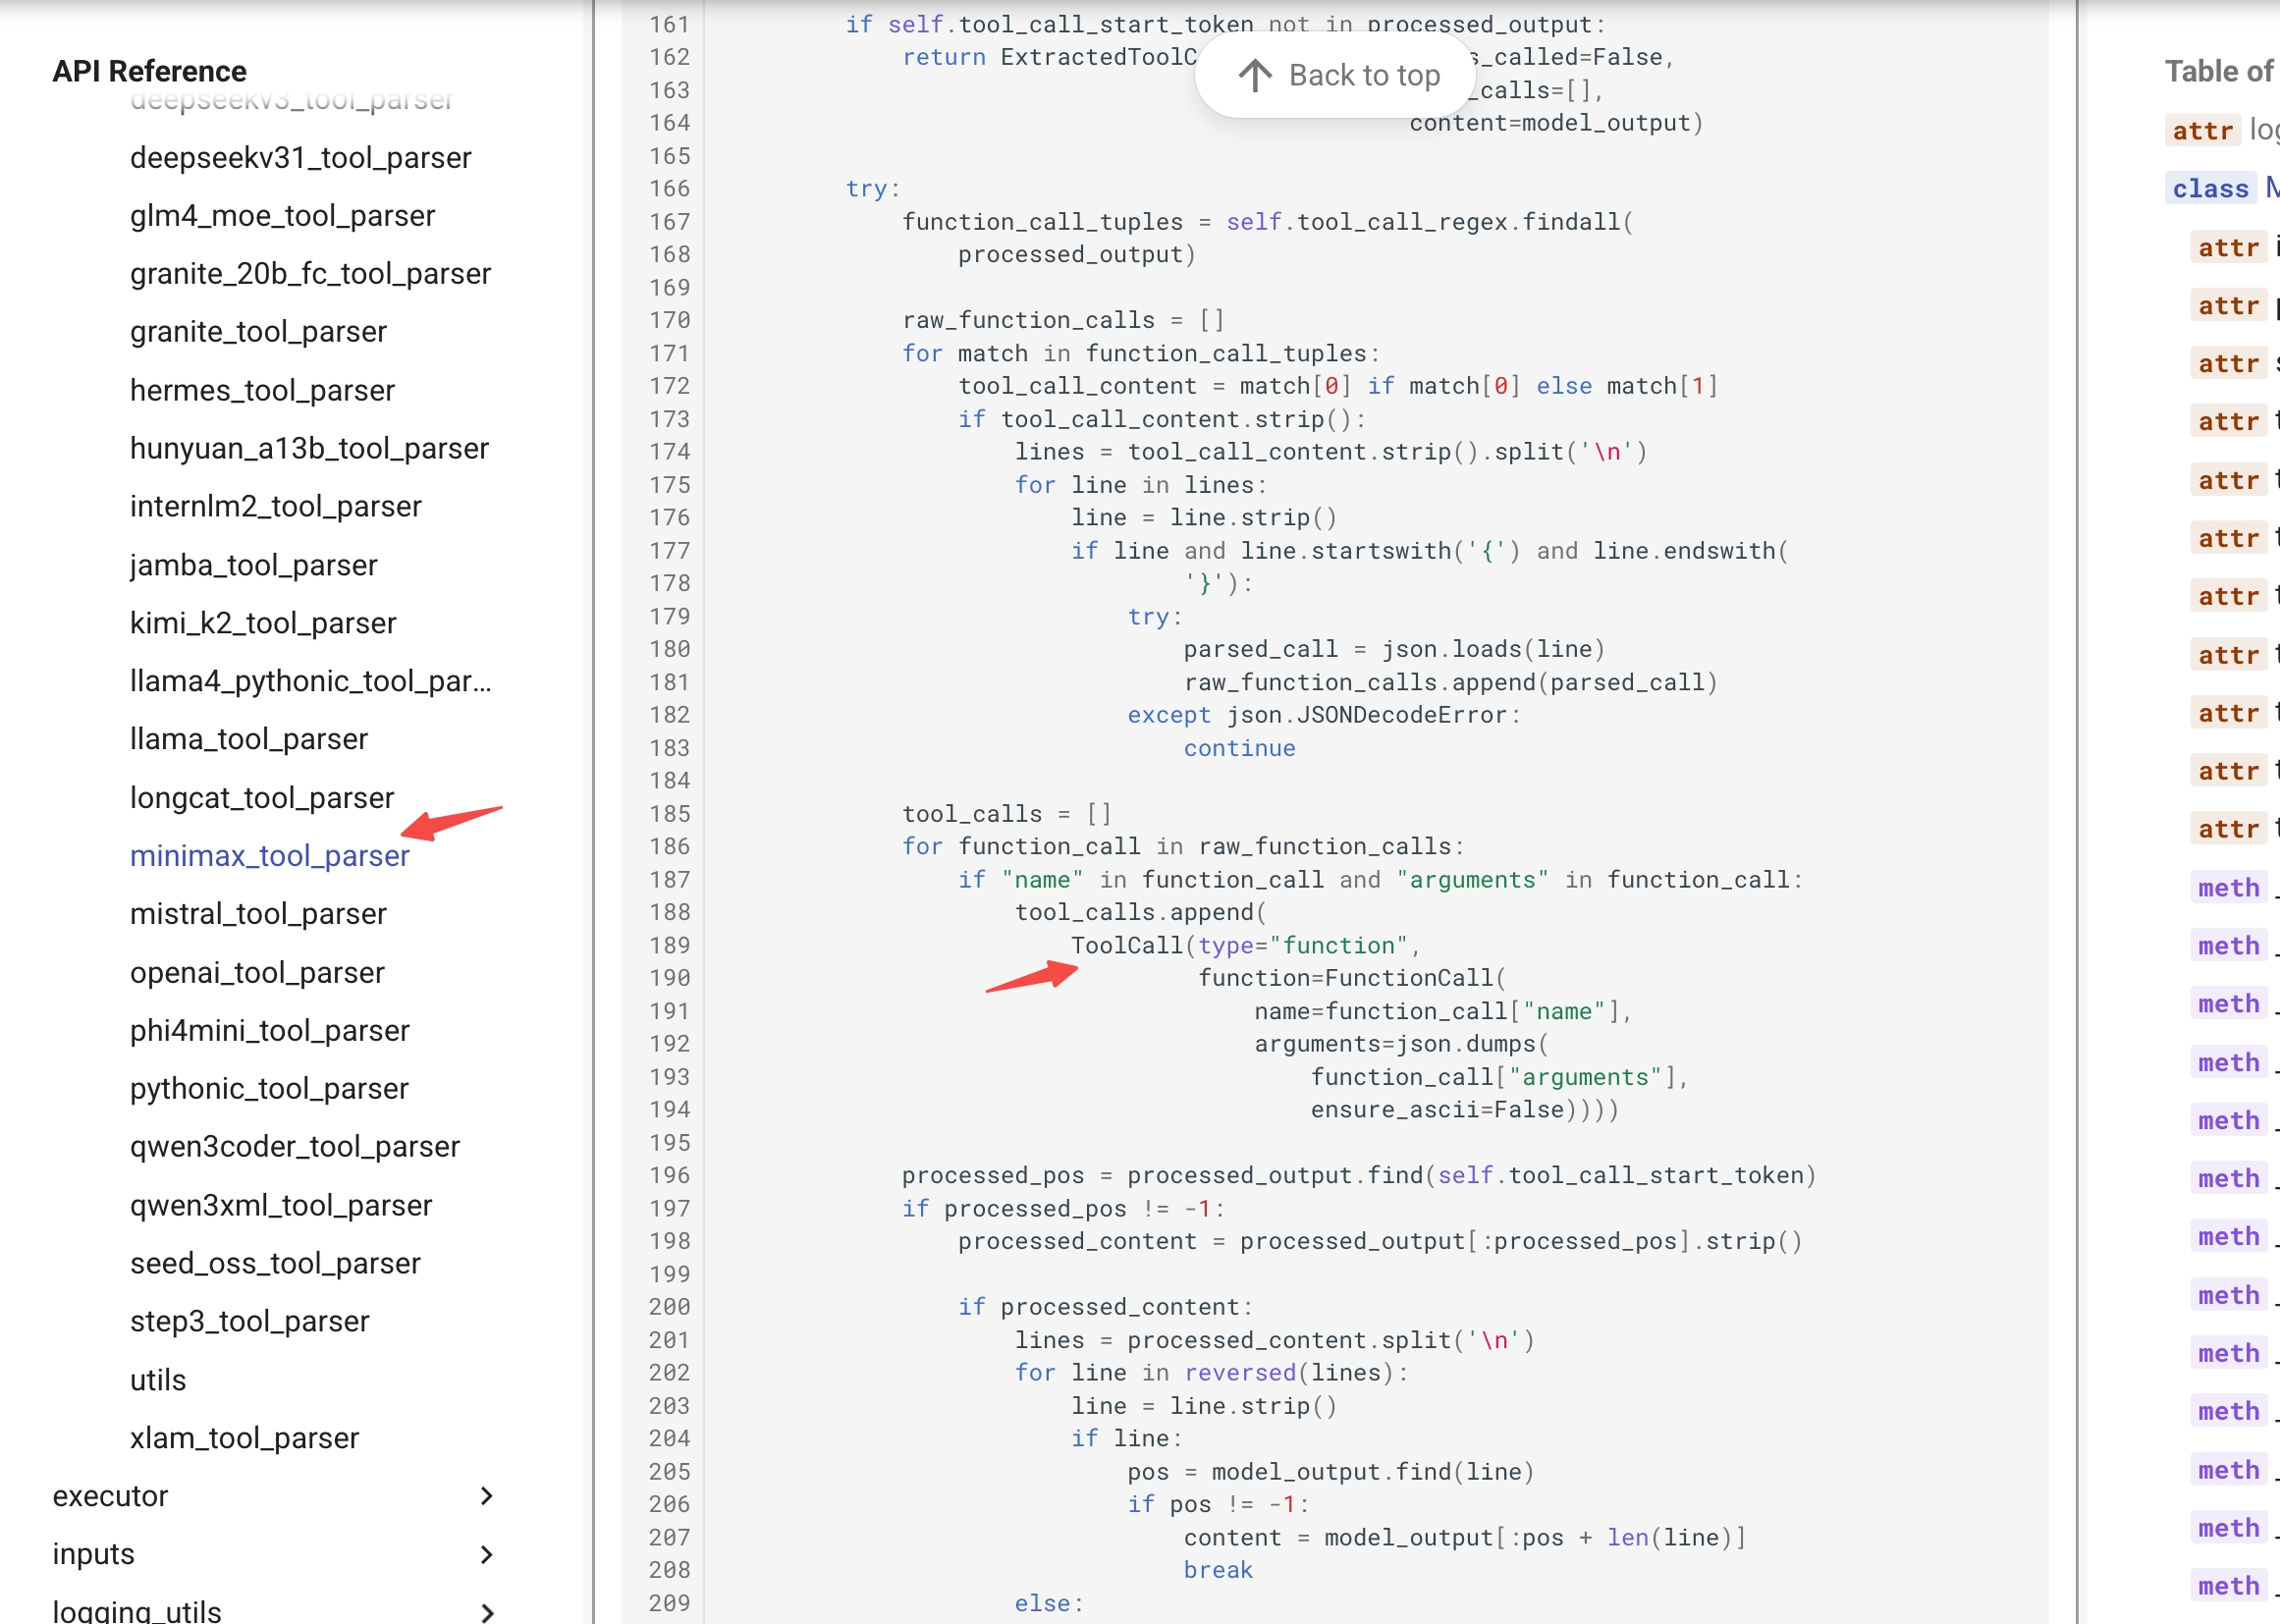 API Reference
deepseekv3_tool_parser
deepseekv31_tool_parser
glm4_moe_tool_parser
granite_20b_fc_tool_parser
granite_tool_parser
hermes_tool_parser
hunyuan_a13b_tool_parser
internlm2_tool_parser
jamba_tool_parser
kimi_k2_tool_parser
llama4_pythonic_tool_par...
llama_tool_parser
longcat_tool_parser
minimax_tool_parser
mistral_tool_parser
openai_tool_parser
phi4mini_tool_parser
pythonic_tool_parser
qwen3coder_tool_parser
qwen3xml_tool_parser
seed_oss_tool_parser
step3_tool_parser
utils
xlam_tool_parser
executor
inputs
logging_utils
Back to top
161 if self.tool_call_start_token not in processed_output:
162 return ExtractedToolC s_called=False,
163 _calls=[],
164 content=model_output)
165
166 try:
167 function_call_tuples = self.tool_call_regex.findall(
168 processed_output)
169
170 raw_function_calls = []
171 for match in function_call_tuples:
172 tool_call_content = match[0] if match[0] else match[1]
173 if tool_call_content.strip():
174 lines = tool_call_content.strip().split('\n')
175 for line in lines:
176 line = line.strip()
177 if line and line.startswith('{') and line.endswith(
178 '}'):
179 try:
180 parsed_call = json.loads(line)
181 raw_function_calls.append(parsed_call)
182 except json.JSONDecodeError:
183 continue
184
185 tool_calls = []
186 for function_call in raw_function_calls:
187 if "name" in function_call and "arguments" in function_call:
188 tool_calls.append(
189 ToolCall(type="function",
190 function=FunctionCall(
191 name=function_call["name"],
192 arguments=json.dumps(
193 function_call["arguments"],
194 ensure_ascii=False))))
195
196 processed_pos = processed_output.find(self.tool_call_start_token)
197 if processed_pos != -1:
198 processed_content = processed_output[:processed_pos].strip()
199
200 if processed_content:
201 lines = processed_content.split('\n')
202 for line in reversed(lines):
203 line = line.strip()
204 if line:
205 pos = model_output.find(line)
206 if pos != -1:
207 content = model_output[:pos + len(line)]
208 break
209 else:
Table of
attr
class
attr
attr
attr
attr
attr
attr
attr
attr
attr
attr
attr
meth
meth
meth
meth
meth
meth
meth
meth
meth
meth
meth
meth
meth